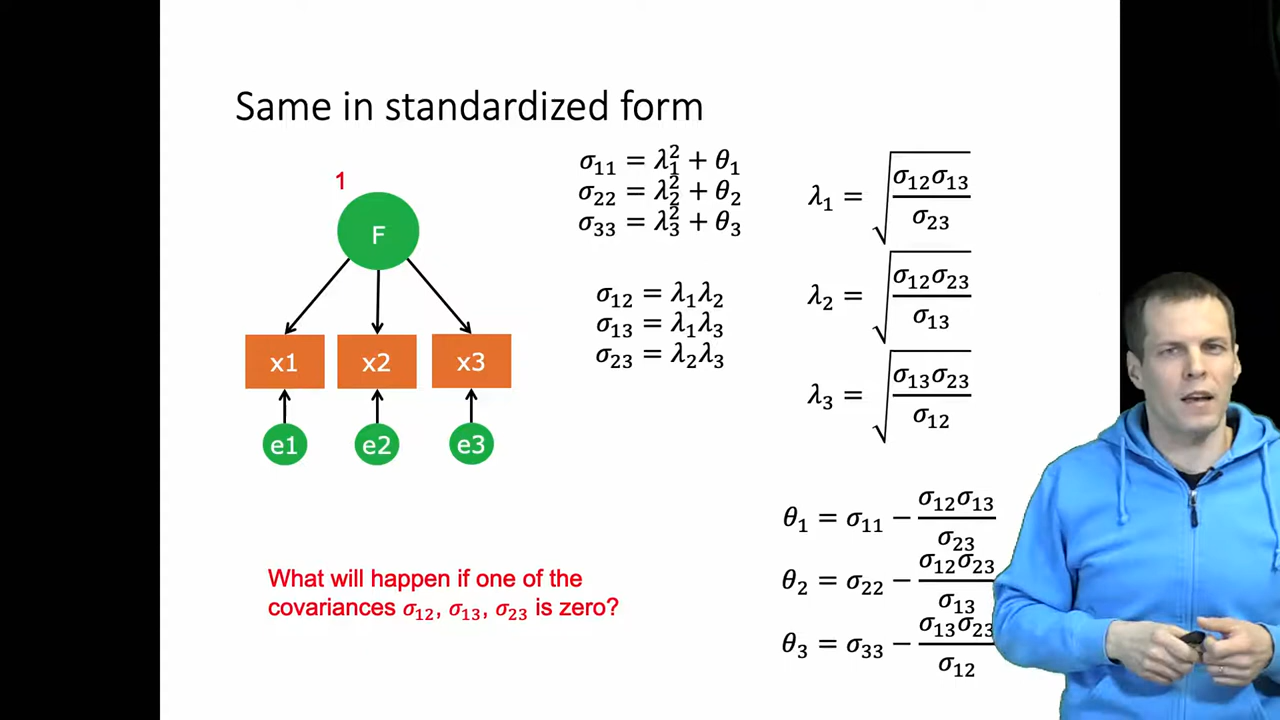 Same in standardized form
1
F
x1 x2 x3
e1 e2 e3
σ₁₁ = λ₁² + θ₁
σ₂₂ = λ₂² + θ₂
σ₃₃ = λ₃² + θ₃
σ₁₂ = λ₁λ₂
σ₁₃ = λ₁λ₃
σ₂₃ = λ₂λ₃
λ₁ = √(σ₁₂σ₁₃ / σ₂₃)
λ₂ = √(σ₁₂σ₂₃ / σ₁₃)
λ₃ = √(σ₁₃σ₂₃ / σ₁₂)
θ₁ = σ₁₁ − σ₁₂σ₁₃ / σ₂₃
θ₂ = σ₂₂ − σ₁₂σ₂₃ / σ₁₃
θ₃ = σ₃₃ − σ₁₃σ₂₃ / σ₁₂
What will happen if one of the
covariances σ₁₂, σ₁₃, σ₂₃ is zero?